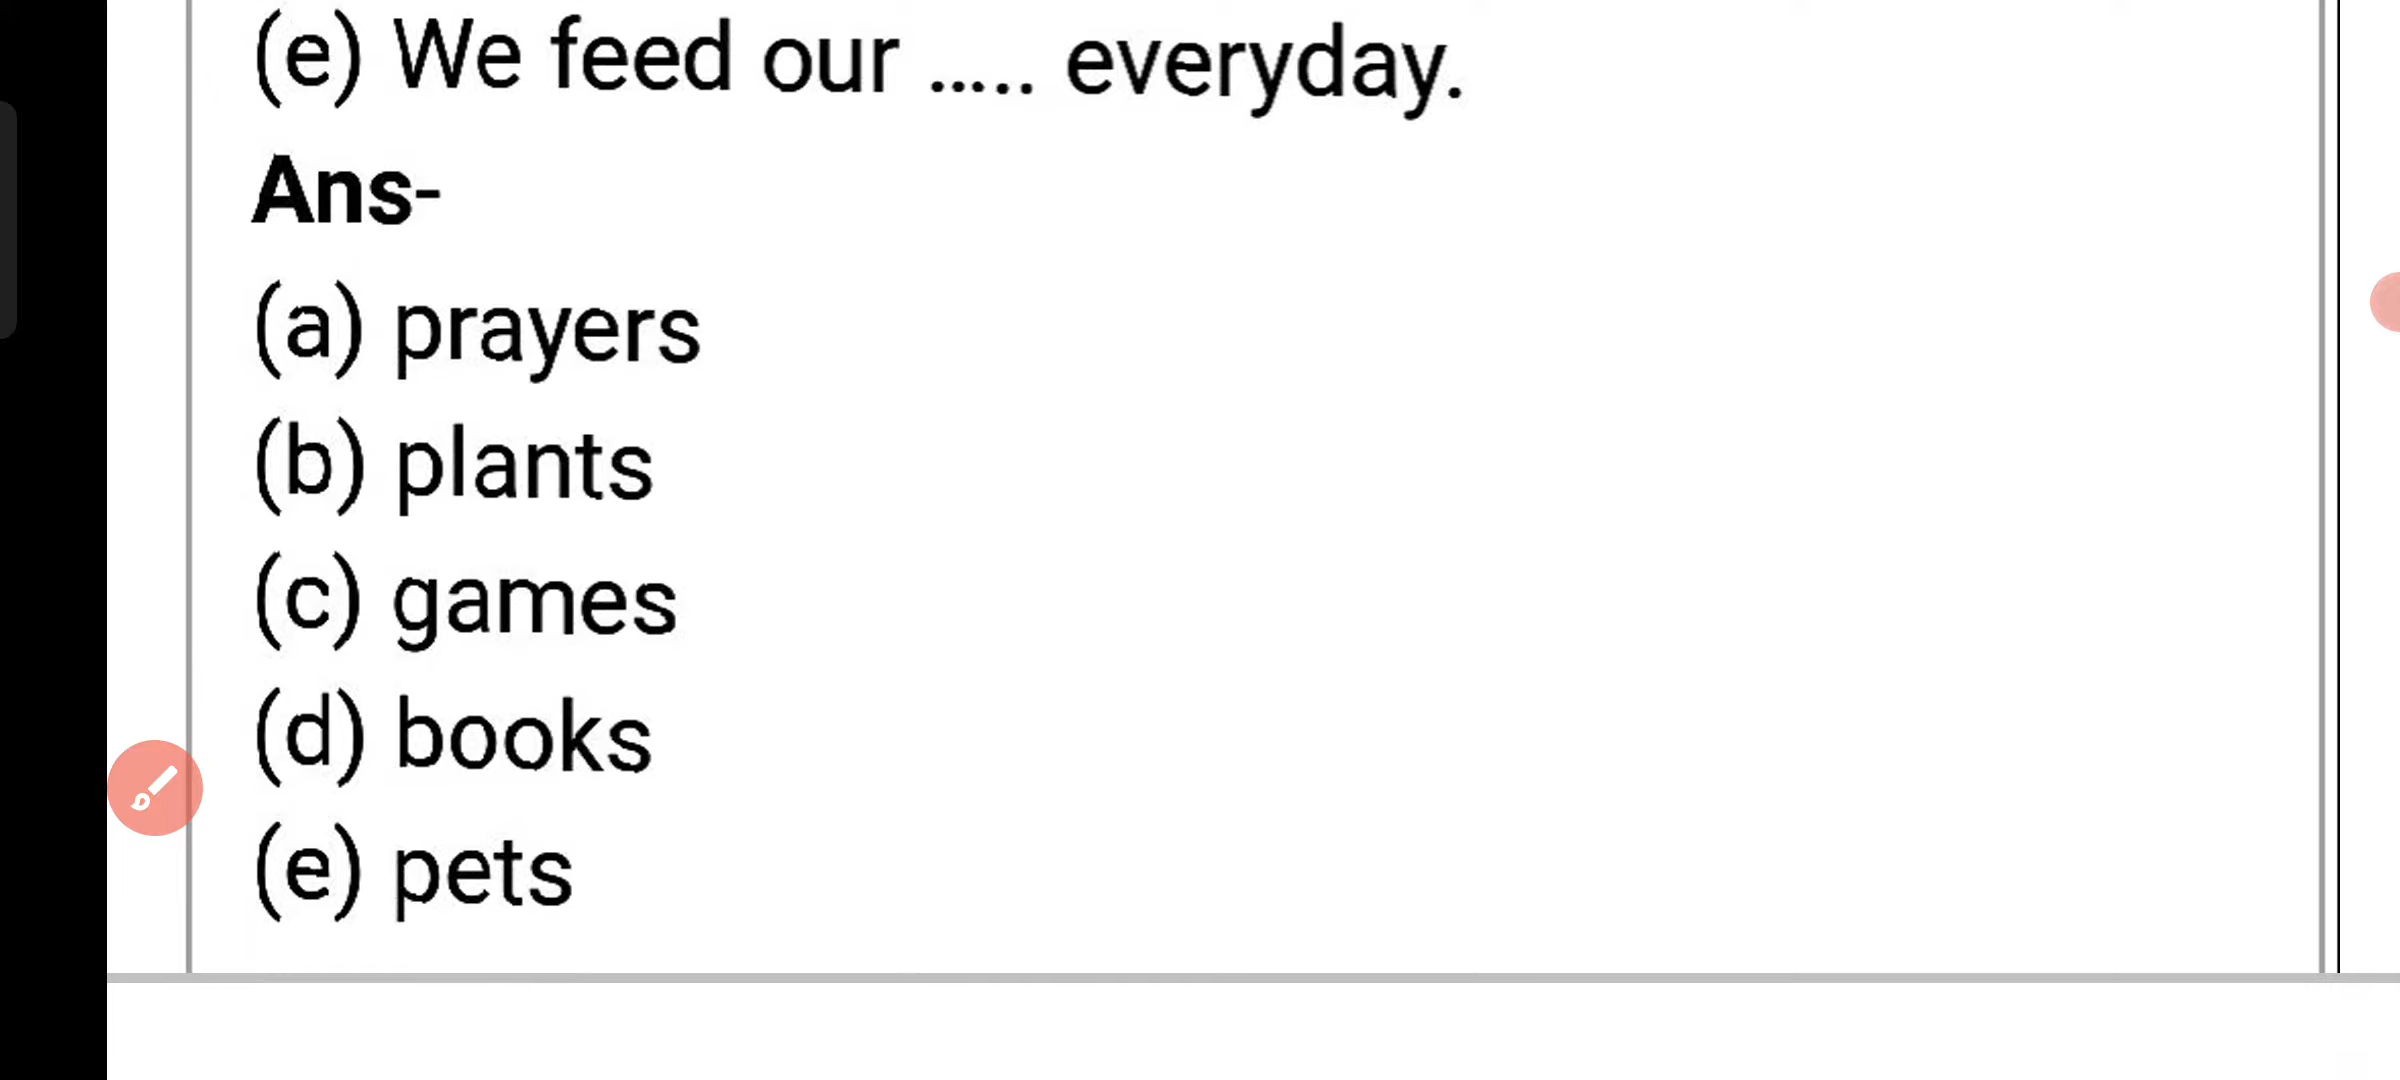 (e) We feed our ..... everyday.
Ans-
(a) prayers
(b) plants
(c) games
(d) books
(e) pets